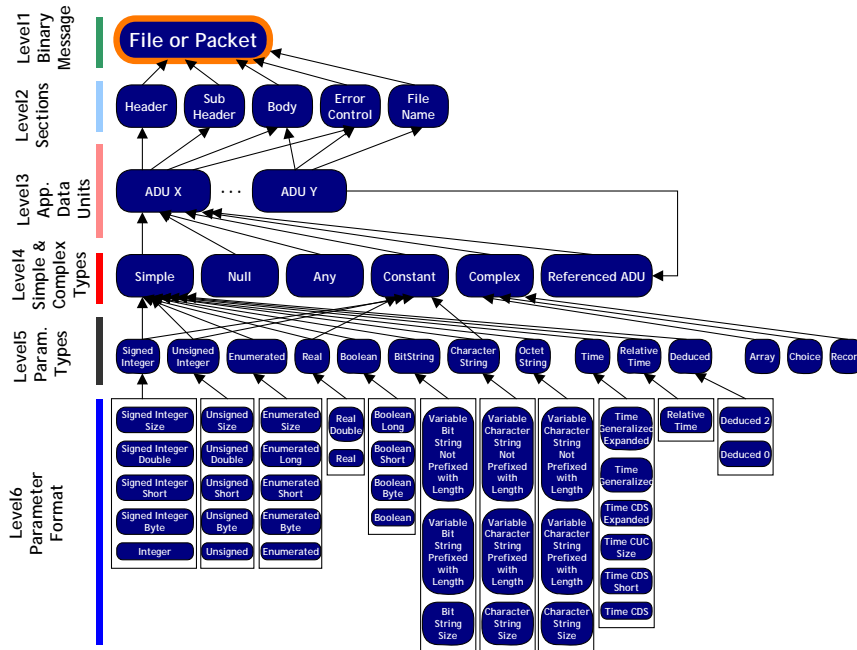 Level1
Binary
Message
File or Packet
Level2
Sections
Header
Sub
Header
Body
Error
Control
File
Name
Level3
App.
Data
Units
ADU X
...
ADU Y
Level4
Simple &
Complex
Types
Simple
Null
Any
Constant
Complex
Referenced ADU
Level5
Param.
Types
Signed
Integer
Unsigned
Integer
Enumerated
Real
Boolean
BitString
Character
String
Octet
String
Time
Relative
Time
Deduced
Array
Choice
Recor
Level6
Parameter
Format
Signed Integer
Size
Signed Integer
Double
Signed Integer
Short
Signed Integer
Byte
Integer
Unsigned
Size
Unsigned
Double
Unsigned
Short
Unsigned
Byte
Unsigned
Enumerated
Size
Enumerated
Long
Enumerated
Short
Enumerated
Byte
Enumerated
Real
Double
Real
Boolean
Long
Boolean
Short
Boolean
Byte
Boolean
Variable
Bit
String
Not
Prefixed
with
Length
Variable
Bit
String
Prefixed
with
Length
Bit
String
Size
Variable
Character
String
Not
Prefixed
with
Length
Variable
Character
String
Prefixed
with
Length
Character
String
Size
Variable
Character
String
Not
Prefixed
with
Length
Variable
Character
String
Prefixed
with
Length
Character
String
Size
Time
Generalized
Expanded
Time
Generalized
Time CDS
Expanded
Time CUC
Size
Time CDS
Short
Time CDS
Relative
Time
Deduced 2
Deduced 0